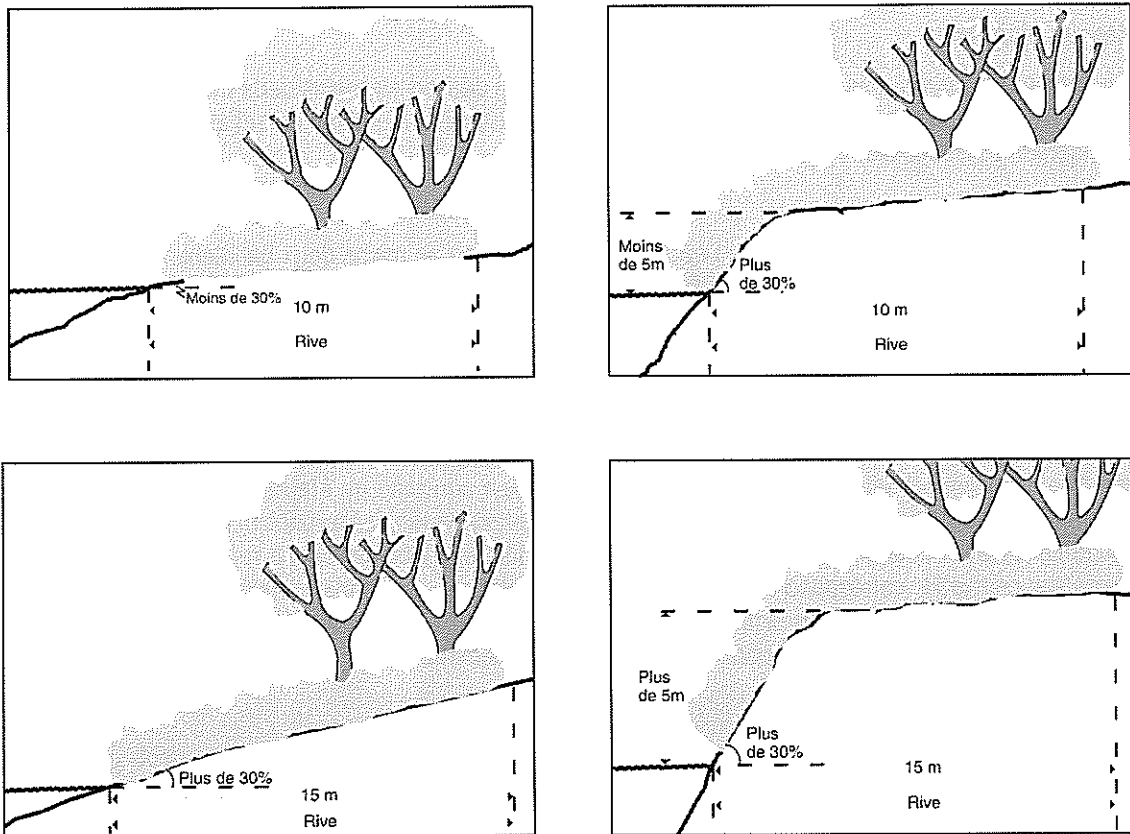 Moins de 30%
10 m
Rive
Moins
de 5m
Plus
de 30%
10 m
Rive
Plus de 30%
15 m
Rive
Plus
de 5m
Plus
de 30%
15 m
Rive